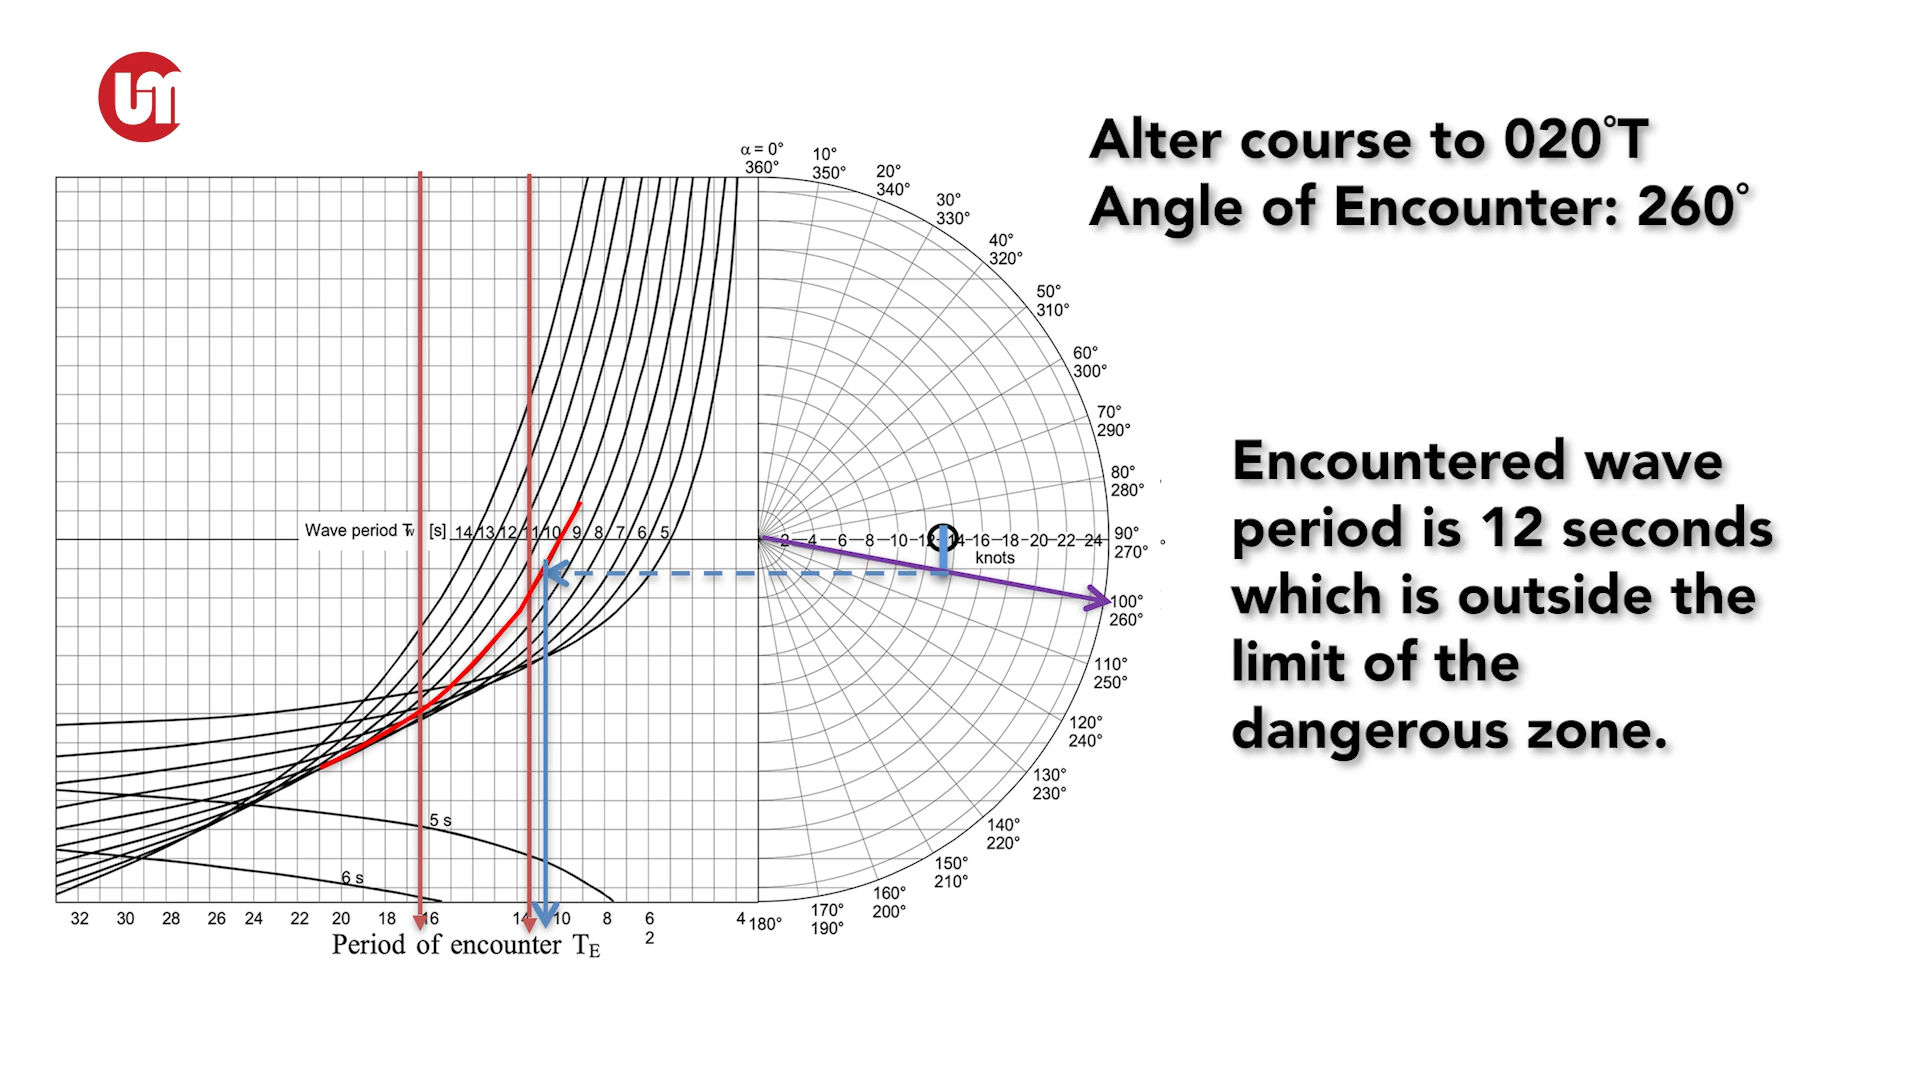 UM
Alter course to 020°T
Angle of Encounter: 260°
Encountered wave
period is 12 seconds
which is outside the
limit of the
dangerous zone.
α = 0°
360°
10°
350°
20°
340°
30°
330°
40°
320°
50°
310°
60°
300°
70°
290°
80°
280°
90°
270°
100°
260°
110°
250°
120°
240°
130°
230°
140°
220°
150°
210°
160°
200°
170°
190°
180°
Wave period T [s] 14 13 12 11 10 9 8 7 6 5
2 4 6 8 10 12 14 16 18 20 22 24
knots
5 s
6 s
32 30 28 26 24 22 20 18 16 14 10 8 6 4
2
Period of encounter TE